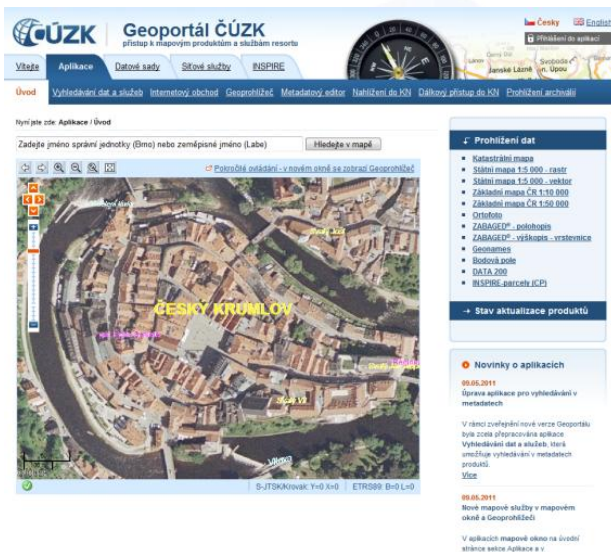 ČÚZK
Geoportál ČÚZK
přístup k mapovým produktům a službám resortu
Česky English
Přihlášení do aplikací
Vítejte Aplikace Datové sady Síťové služby INSPIRE
Úvod Vyhledávání dat a služeb Internetový obchod Geoprohlížeč Metadatový editor Nahlížení do KN Dálkový přístup do KN Prohlížení archiválií
Nyní jste zde: Aplikace / Úvod
Zadejte jméno správní jednotky (Brno) nebo zeměpisné jméno (Labe) Hledejte v mapě
Pokročilé ovládání - v novém okně se zobrazí Geoprohlížeč
ČESKÝ KRUMLOV
Vltava
S-JTSK/Krovak: Y=0 X=0 ETRS89: B=0 L=0
Prohlížení dat
Katastrální mapa
Státní mapa 1:5 000 - rastr
Státní mapa 1:5 000 - vektor
Základní mapa ČR 1:10 000
Základní mapa ČR 1:50 000
Ortofoto
ZABAGED® - polohopis
ZABAGED® - výškopis - vrstevnice
Geonames
Bodová pole
DATA 200
INSPIRE-parcely (CP)
Stav aktualizace produktů
Novinky o aplikacích
09.05.2011
Úprava aplikace pro vyhledávání v
metadatech
V rámci zveřejnění nové verze Geoportálu
byla zcela přepracována aplikace
Vyhledávání dat a služeb, která
umožňuje vyhledávání v metadatech
produktů.
Více
09.05.2011
Nové mapové služby v mapovém
okně a Geoprohlížeči
V aplikacích mapové okno na úvodní
stránce sekce Aplikace a v